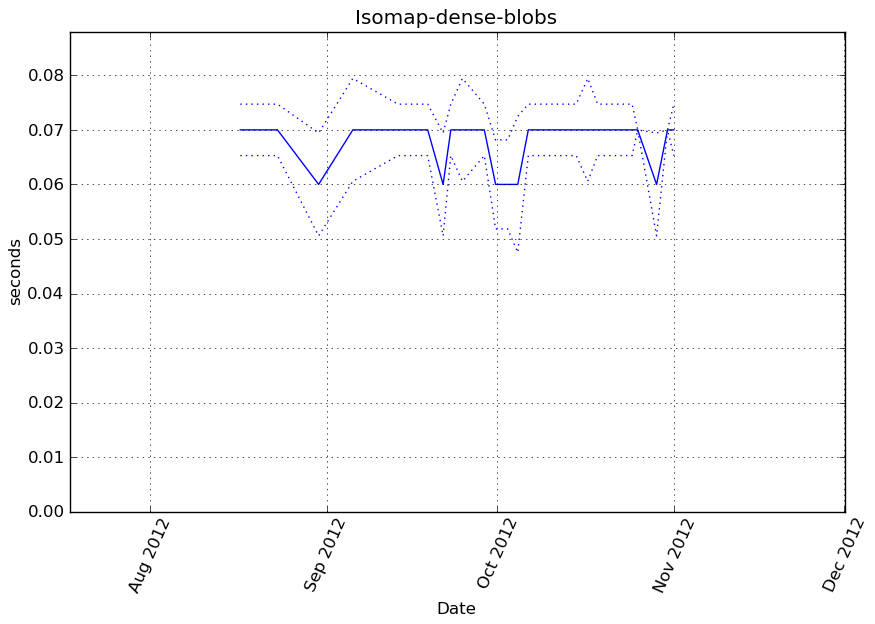 Isomap-dense-blobs
0.08
0.07
0.06
0.05
0.04
0.03
0.02
0.01
0.00
seconds
Aug 2012
Sep 2012
Oct 2012
Nov 2012
Dec 2012
Date